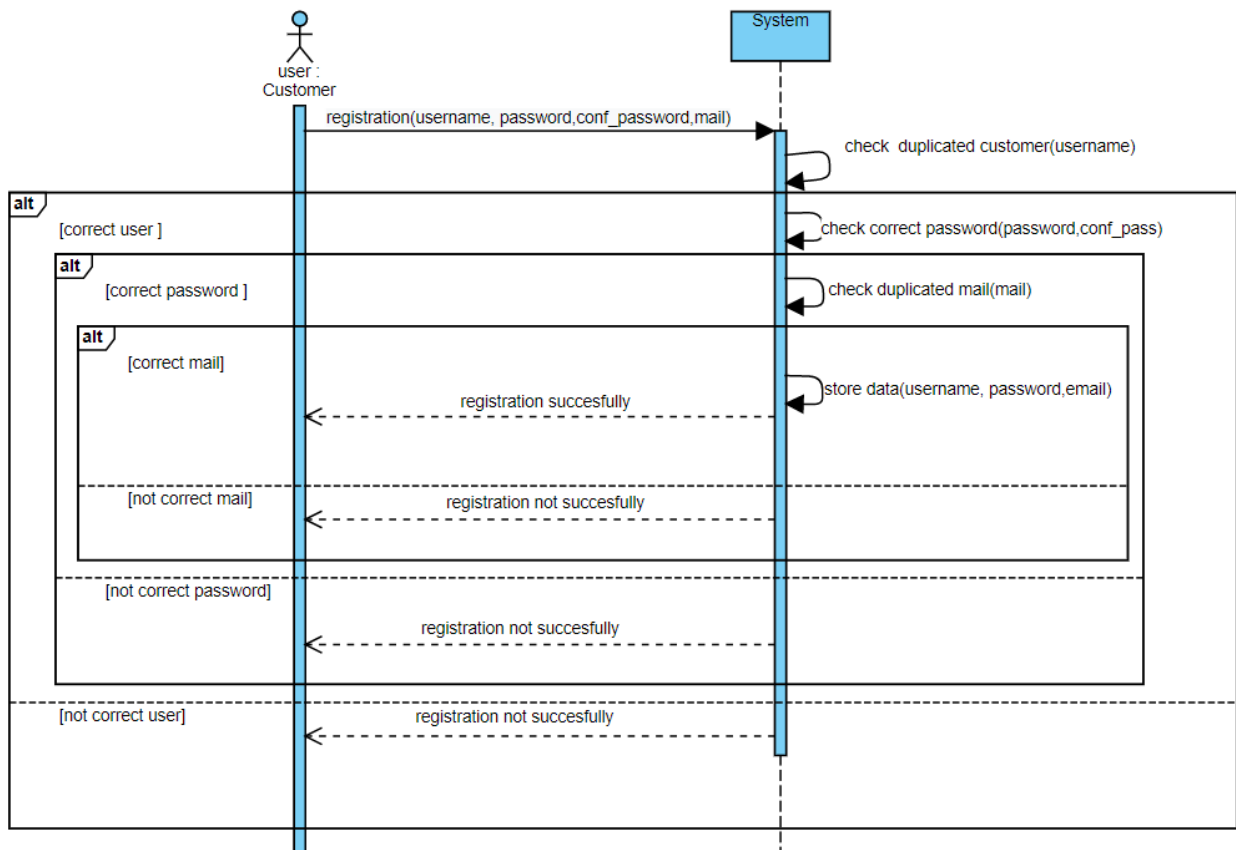 System
user :
Customer
registration(username, password,conf_password,mail)
check  duplicated customer(username)
alt
[correct user ]
check correct password(password,conf_pass)
alt
[correct password ]
check duplicated mail(mail)
alt
[correct mail]
store data(username, password,email)
registration succesfully
[not correct mail]
registration not succesfully
[not correct password]
registration not succesfully
[not correct user]
registration not succesfully